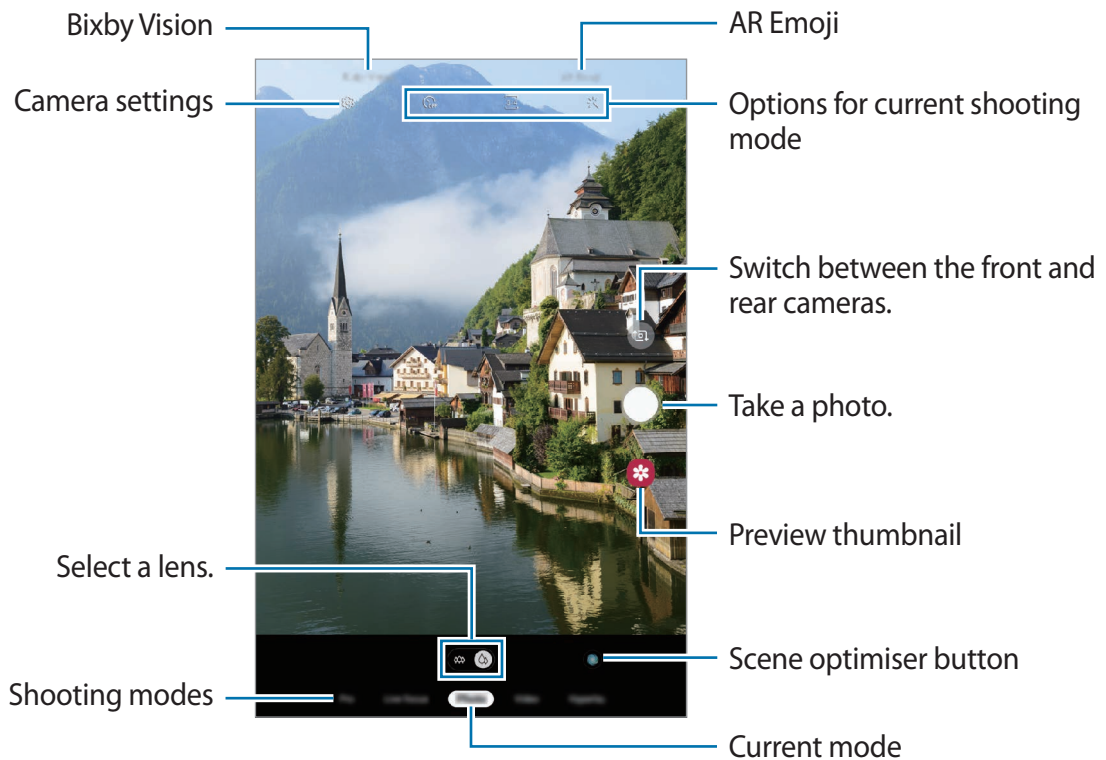 Bixby Vision
AR Emoji
Camera settings
Options for current shooting
mode
Switch between the front and
rear cameras.
Take a photo.
Preview thumbnail
Select a lens.
Scene optimiser button
Shooting modes
Photo
Current mode